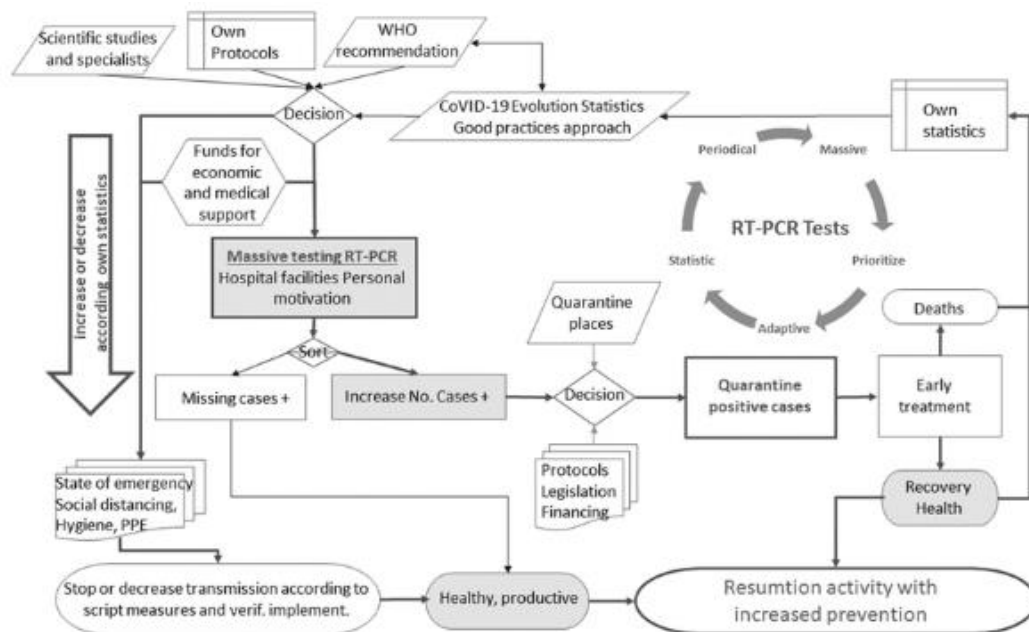 Scientific studies
and specialists
Own
Protocols
WHO
recommendation
Decision
CoVID-19 Evolution Statistics
Good practices approach
Own
statistics
Funds for
economic
and medical
support
increase or decrease
according own statistics
Periodical
Massive
RT-PCR Tests
Statistic
Prioritize
Adaptive
Massive testing RT-PCR
Hospital facilities Personal
motivation
Sort
Quarantine
places
Deaths
Missing cases +
Increase No. Cases +
Decision
Quarantine
positive cases
Early
treatment
State of emergency
Social distancing,
Hygiene, PPE
Protocols
Legislation
Financing
Recovery
Health
Stop or decrease transmission according to
script measures and verif. implement.
Healthy, productive
Resumtion activity with
increased prevention